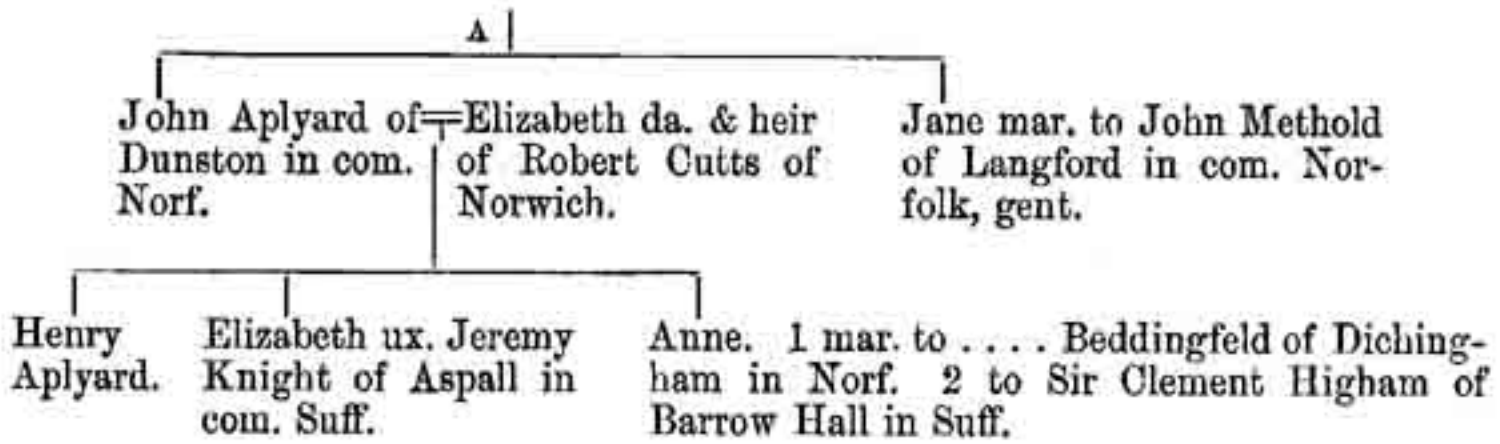 A
John Aplyard of
Dunston in com.
Norf.
Elizabeth da. & heir
of Robert Cutts of
Norwich.
Jane mar. to John Methold
of Langford in com. Nor-
folk, gent.
Henry
Aplyard.
Elizabeth ux. Jeremy
Knight of Aspall in
com. Suff.
Anne. 1 mar. to .... Beddingfeld of Diching-
ham in Norf. 2 to Sir Clement Higham of
Barrow Hall in Suff.